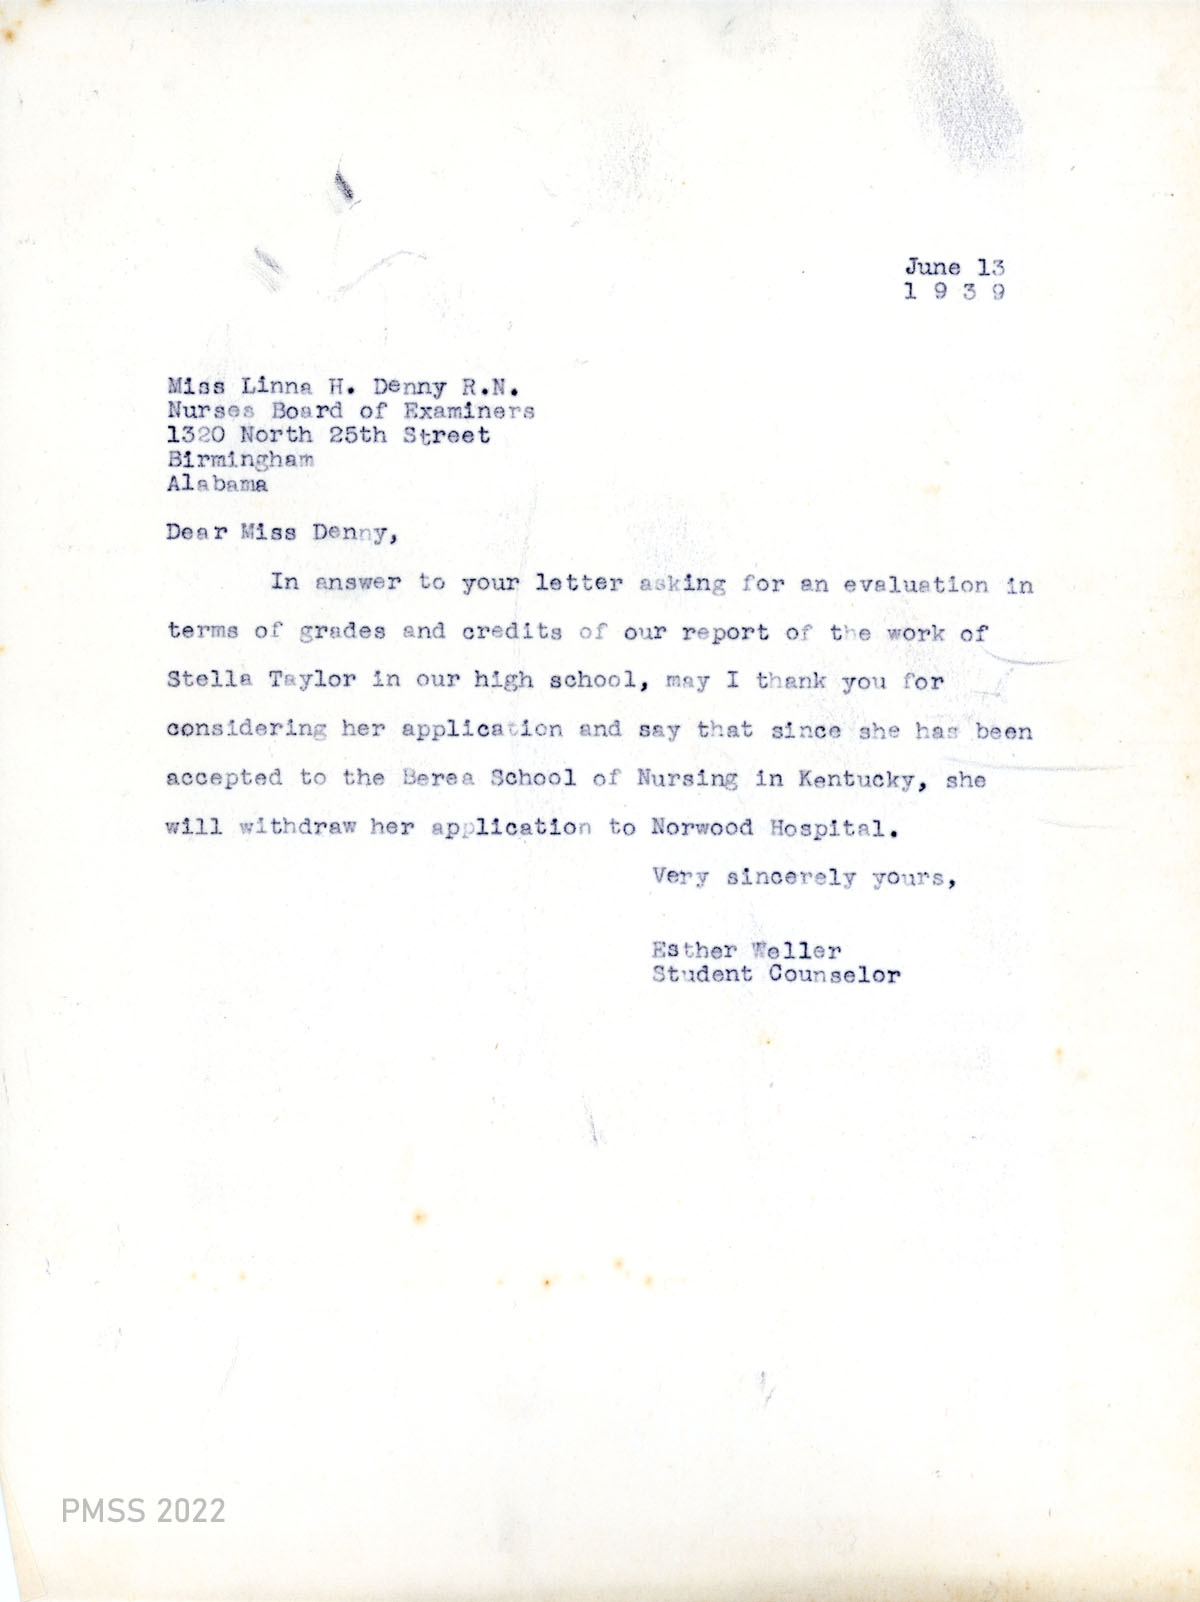 June 13
1 9 3 9
Miss Linna H. Denny R.N.
Nurses Board of Examiners
1320 North 25th Street
Birmingham
Alabama
Dear Miss Denny,
In answer to your letter asking for an evaluation in
terms of grades and credits of our report of the work of
Stella Taylor in our high school, may I thank you for
considering her application and say that since she has been
accepted to the Berea School of Nursing in Kentucky, she
will withdraw her application to Norwood Hospital.
Very sincerely yours,
Esther Weller
Student Counselor
PMSS 2022